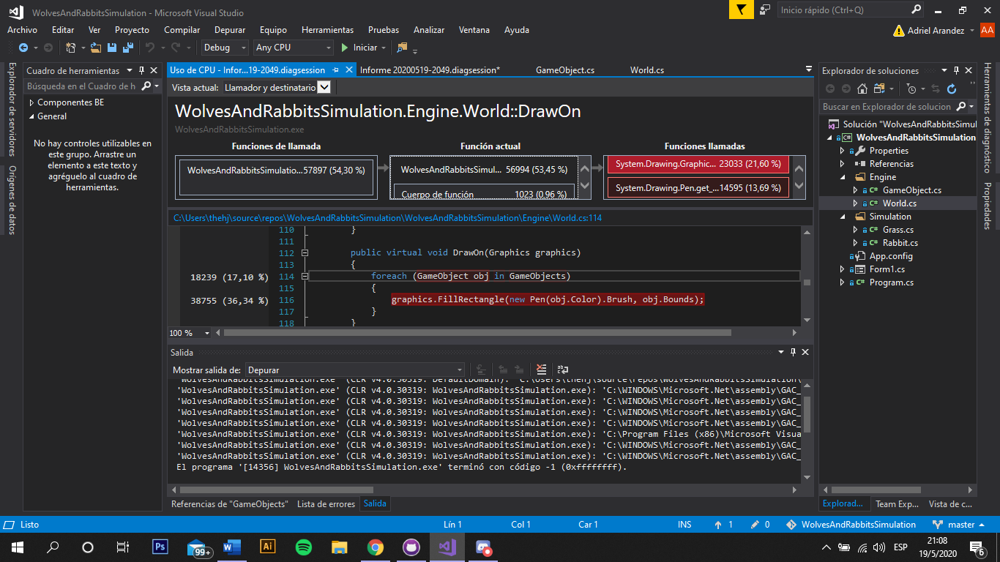 WolvesAndRabbitsSimulation - Microsoft Visual Studio
Inicio rápido (Ctrl+Q)
Archivo Editar Ver Proyecto Compilar Depurar Equipo Herramientas Pruebas Analizar Ventana Ayuda
Adriel Arandez AA
Debug Any CPU Iniciar
Explorador de servidores
Orígenes de datos
Cuadro de herramientas
Búsqueda en el Cuadro de h
Componentes BE
General
No hay controles utilizables en
este grupo. Arrastre un
elemento a este texto y
agréguelo al cuadro de
herramientas.
Uso de CPU - Infor...19-2049.diagsession Informe 20200519-2049.diagsession* GameObject.cs World.cs
Vista actual: Llamador y destinatario
WolvesAndRabbitsSimulation.Engine.World::DrawOn
WolvesAndRabbitsSimulation.exe
Funciones de llamada Función actual Funciones llamadas
WolvesAndRabbitsSimulatio...57897 (54,30 %)
WolvesAndRabbitsSimul... 56994 (53,45 %)
Cuerpo de función 1023 (0,96 %)
System.Drawing.Graphic... 23033 (21,60 %)
System.Drawing.Pen.get_...14595 (13,69 %)
C:\Users\thehj\source\repos\WolvesAndRabbitsSimulation\WolvesAndRabbitsSimulation\Engine\World.cs:114
110 }
111
112 public virtual void DrawOn(Graphics graphics)
113 {
18239 (17,10 %) 114 foreach (GameObject obj in GameObjects)
115 {
38755 (36,34 %) 116 graphics.FillRectangle(new Pen(obj.Color).Brush, obj.Bounds);
117 }
118 }
100 %
Salida
Mostrar salida de: Depurar
'WolvesAndRabbitsSimulation.exe' (CLR v4.0.30319: DefaultDomain): 'C:\Users\thehj\source\repos\WolvesAndRabbitsSimulation\
'WolvesAndRabbitsSimulation.exe' (CLR v4.0.30319: WolvesAndRabbitsSimulation.exe): 'C:\WINDOWS\Microsoft.Net\assembly\GAC_
'WolvesAndRabbitsSimulation.exe' (CLR v4.0.30319: WolvesAndRabbitsSimulation.exe): 'C:\WINDOWS\Microsoft.Net\assembly\GAC_
'WolvesAndRabbitsSimulation.exe' (CLR v4.0.30319: WolvesAndRabbitsSimulation.exe): 'C:\WINDOWS\Microsoft.Net\assembly\GAC_
'WolvesAndRabbitsSimulation.exe' (CLR v4.0.30319: WolvesAndRabbitsSimulation.exe): 'C:\WINDOWS\Microsoft.Net\assembly\GAC_
'WolvesAndRabbitsSimulation.exe' (CLR v4.0.30319: WolvesAndRabbitsSimulation.exe): 'C:\Program Files (x86)\Microsoft Visua
'WolvesAndRabbitsSimulation.exe' (CLR v4.0.30319: WolvesAndRabbitsSimulation.exe): 'C:\WINDOWS\Microsoft.Net\assembly\GAC_
'WolvesAndRabbitsSimulation.exe' (CLR v4.0.30319: WolvesAndRabbitsSimulation.exe): 'C:\WINDOWS\Microsoft.Net\assembly\GAC_
El programa '[14356] WolvesAndRabbitsSimulation.exe' terminó con código -1 (0xffffffff).
Referencias de "GameObjects" Lista de errores Salida
Explorador de soluciones
Buscar en Explorador de solucion
Solución "WolvesAndRabbitsSimul
WolvesAndRabbitsSimulation
Properties
Referencias
Engine
GameObject.cs
World.cs
Simulation
Grass.cs
Rabbit.cs
App.config
Form1.cs
Program.cs
Explorad... Team Exp... Vista de c...
Herramientas de diagnóstico
Propiedades
Listo Lín 1 Col 1 Car 1 INS 1 0 WolvesAndRabbitsSimulation master
Ps 99+ W Ai ESP 21:08
19/5/2020 6